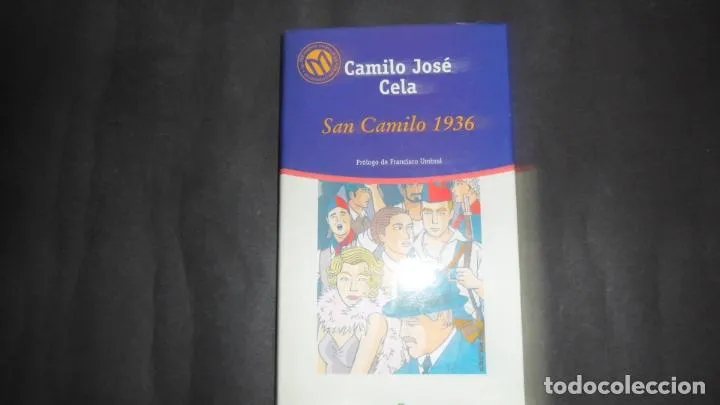 Camilo José
Cela
San Camilo 1936
Prólogo de Francisco Umbral
todocoleccion